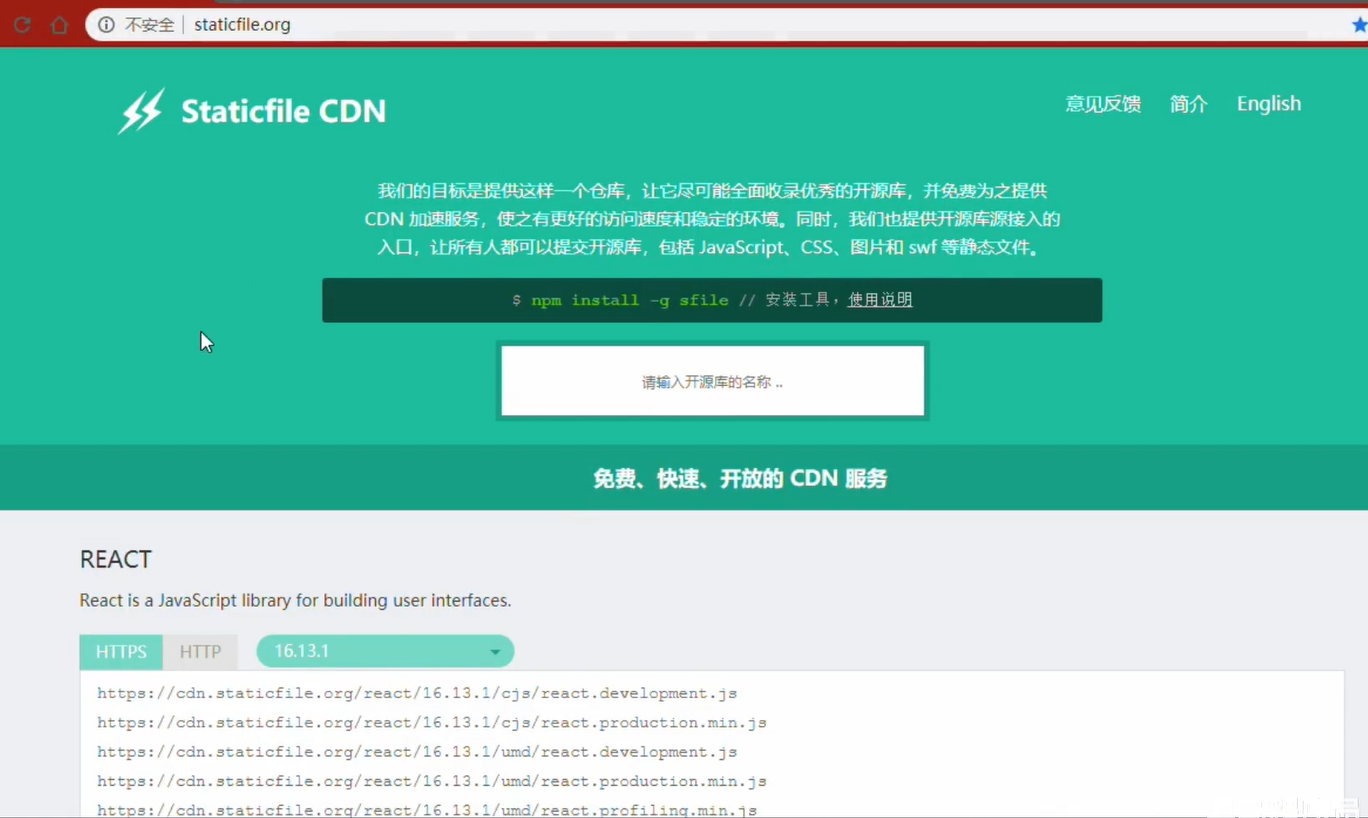 不安全 staticfile.org
Staticfile CDN
意见反馈 简介 English
我们的目标是提供这样一个仓库，让它尽可能全面收录优秀的开源库，并免费为之提供
CDN 加速服务，使之有更好的访问速度和稳定的环境。同时，我们也提供开源库源接入的
入口，让所有人都可以提交开源库，包括 JavaScript、CSS、图片和 swf 等静态文件。
$ npm install -g sfile // 安装工具，使用说明
请输入开源库的名称 ..
免费、快速、开放的 CDN 服务
REACT
React is a JavaScript library for building user interfaces.
HTTPS HTTP 16.13.1
https://cdn.staticfile.org/react/16.13.1/cjs/react.development.js
https://cdn.staticfile.org/react/16.13.1/cjs/react.production.min.js
https://cdn.staticfile.org/react/16.13.1/umd/react.development.js
https://cdn.staticfile.org/react/16.13.1/umd/react.production.min.js
https://cdn.staticfile.org/react/16.13.1/umd/react.profiling.min.js